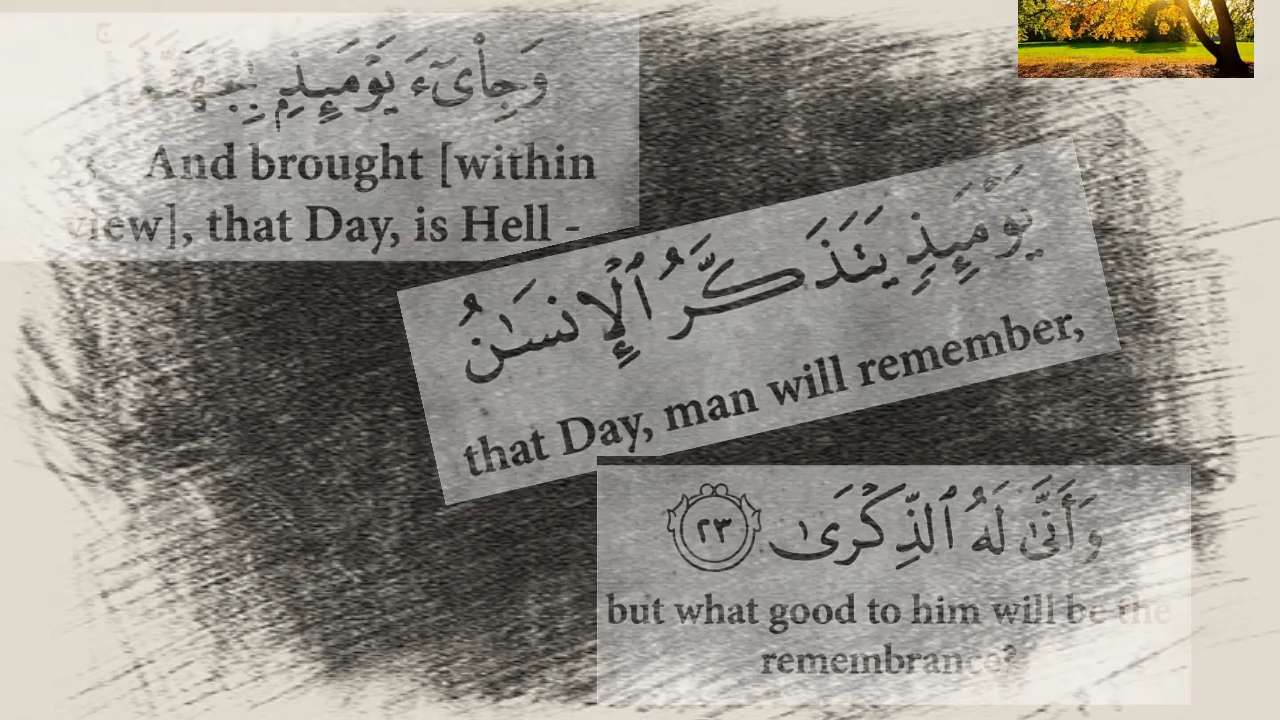 وَجِا۟ىٓءَ يَوْمَئِذٍۭ بِجَهَنَّمَ
23. And brought [within
view], that Day, is Hell -
يَوْمَئِذٍ يَتَذَكَّرُ ٱلْإِنسَـٰنُ
that Day, man will remember,
وَأَنَّىٰ لَهُ ٱلذِّكْرَىٰ ٢٣
but what good to him will be the
remembrance?